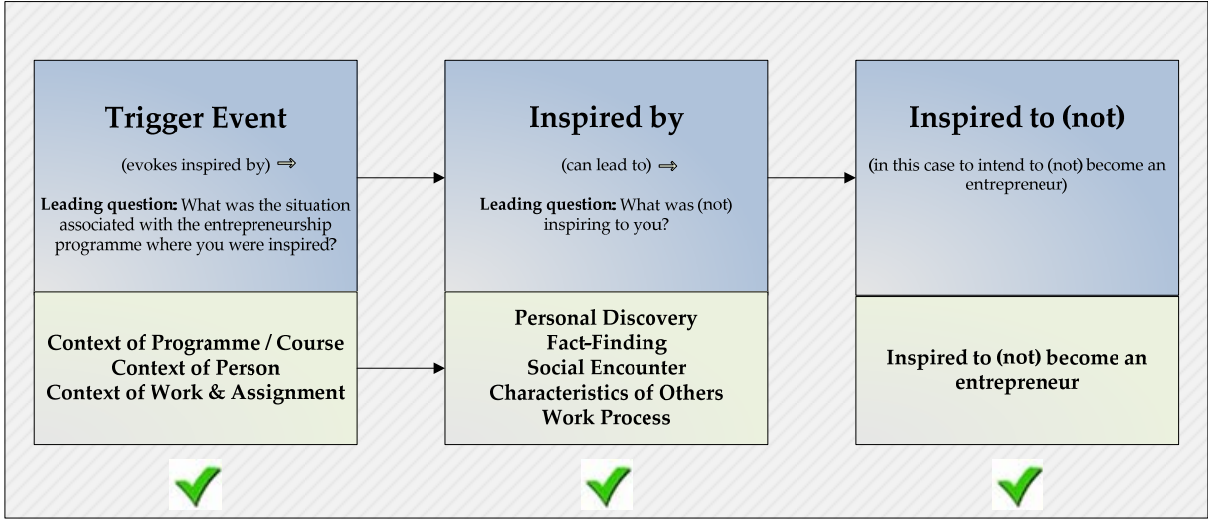 Trigger Event
(evokes inspired by) ⇒
Leading question: What was the situation
associated with the entrepreneurship
programme where you were inspired?
Context of Programme / Course
Context of Person
Context of Work & Assignment
Inspired by
(can lead to) ⇒
Leading question: What was (not)
inspiring to you?
Personal Discovery
Fact-Finding
Social Encounter
Characteristics of Others
Work Process
Inspired to (not)
(in this case to intend to (not) become an
entrepreneur)
Inspired to (not) become an
entrepreneur